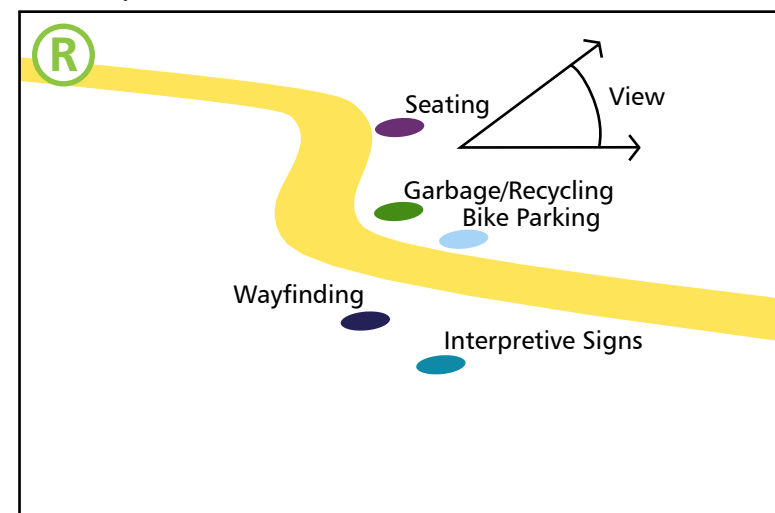 R
Seating
View
Garbage/Recycling
Bike Parking
Wayfinding
Interpretive Signs